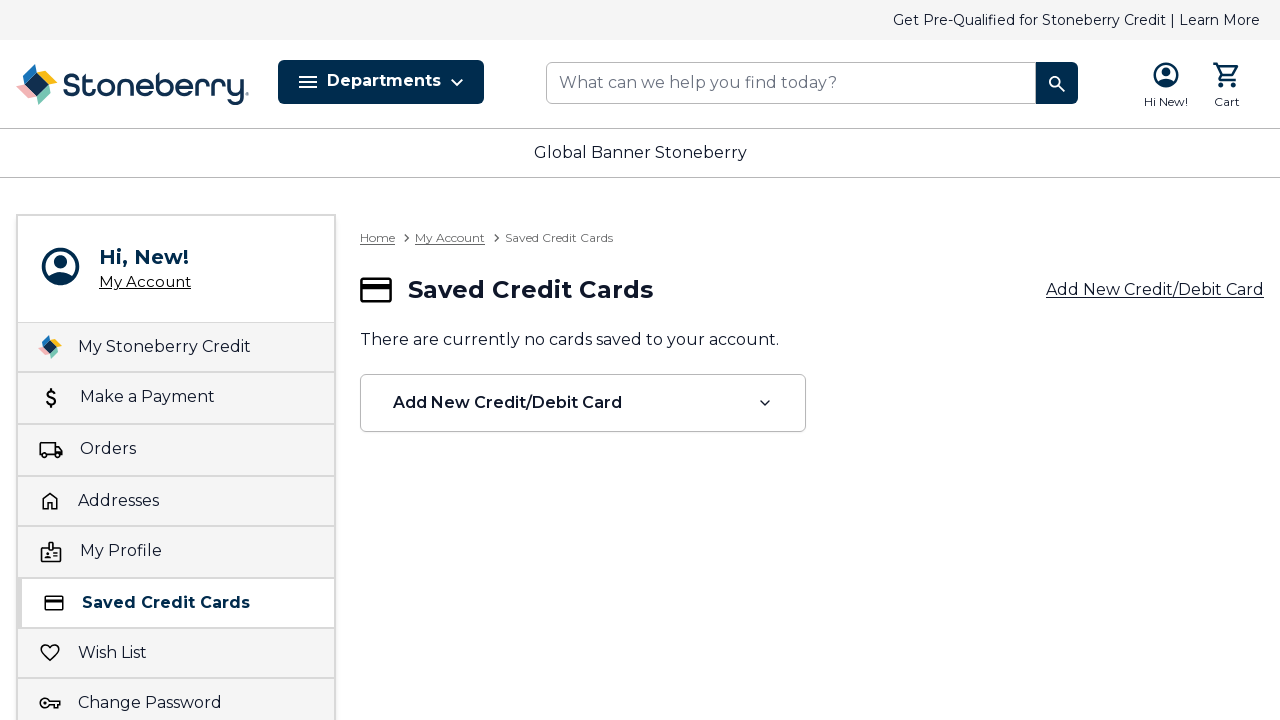 Get Pre-Qualified for Stoneberry Credit | Learn More
Stoneberry
Departments
What can we help you find today?
Hi New!
Cart
Global Banner Stoneberry
Hi, New!
My Account
My Stoneberry Credit
Make a Payment
Orders
Addresses
My Profile
Saved Credit Cards
Wish List
Change Password
Home > My Account > Saved Credit Cards
Saved Credit Cards
Add New Credit/Debit Card
There are currently no cards saved to your account.
Add New Credit/Debit Card